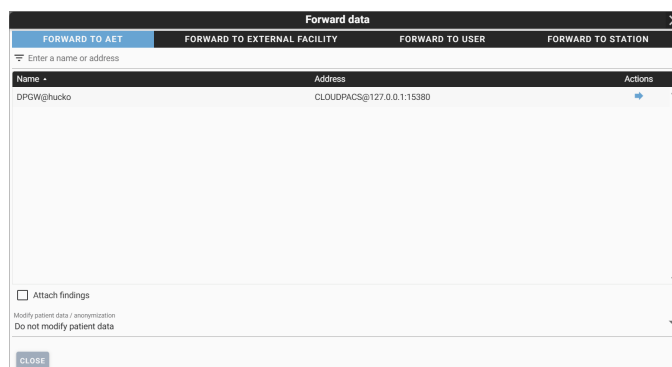 Forward data
FORWARD TO AET FORWARD TO EXTERNAL FACILITY FORWARD TO USER FORWARD TO STATION
Enter a name or address
Name Address Actions
DPGW@hucko CLOUDPACS@127.0.0.1:15380
Attach findings
Modify patient data / anonymization
Do not modify patient data
CLOSE